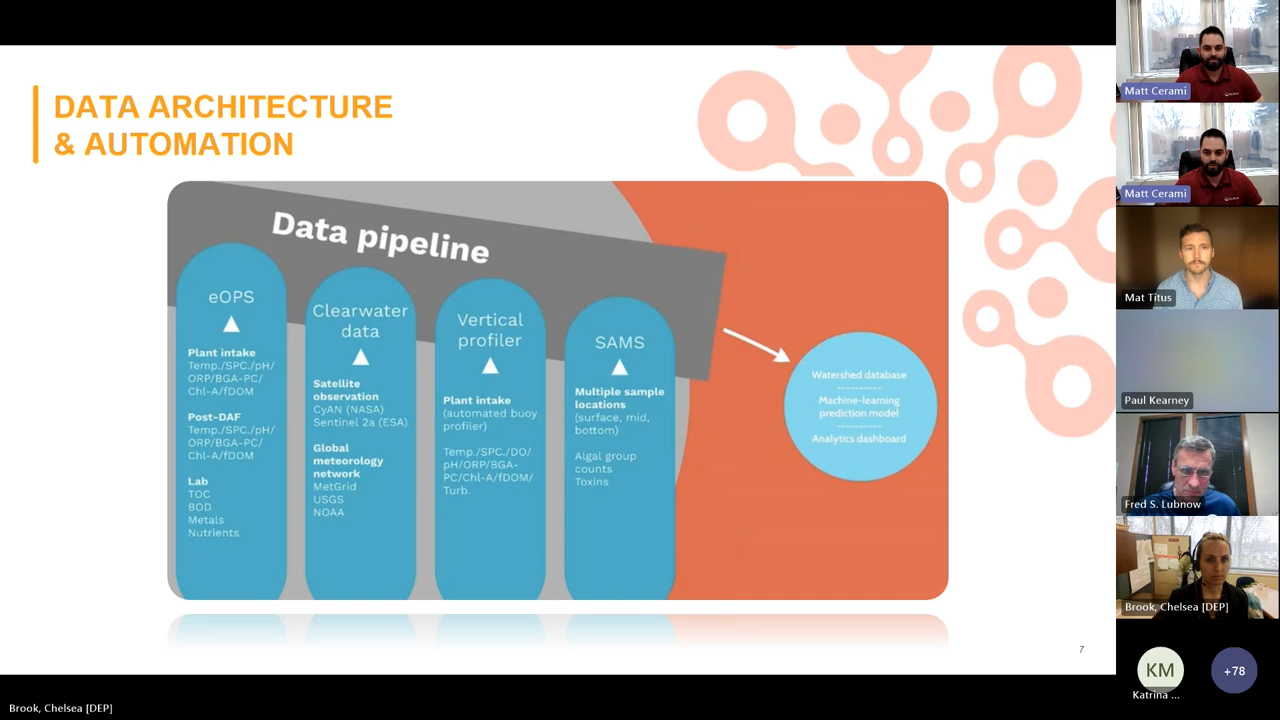 DATA ARCHITECTURE
& AUTOMATION
Data pipeline
eOPS
Plant intake
Temp./SPC./pH/
ORP/BGA-PC/
Chl-A/fDOM
Post-DAF
Temp./SPC./pH/
ORP/BGA-PC/
Chl-A/fDOM
Lab
TOC
BOD
Metals
Nutrients
Clearwater
data
Satellite
observation
CyAN (NASA)
Sentinel 2a (ESA)
Global
meteorology
network
MetGrid
USGS
NOAA
Vertical
profiler
Plant intake
(automated buoy
profiler)
Temp./SPC./DO/
pH/ORP/BGA-
PC/Chl-A/fDOM/
Turb.
SAMS
Multiple sample
locations
(surface, mid,
bottom)
Algal group
counts
Toxins
Watershed database
----------
Machine-learning
prediction model
----------
Analytics dashboard
7
Matt Cerami
Matt Cerami
Mat Titus
Paul Kearney
Fred S. Lubnow
Brook, Chelsea [DEP]
KM
Katrina ...
+78
Brook, Chelsea [DEP]